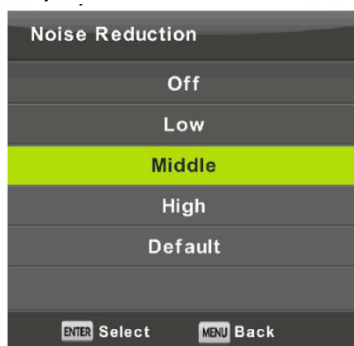 Noise Reduction
Off
Low
Middle
High
Default
ENTER Select MENU Back